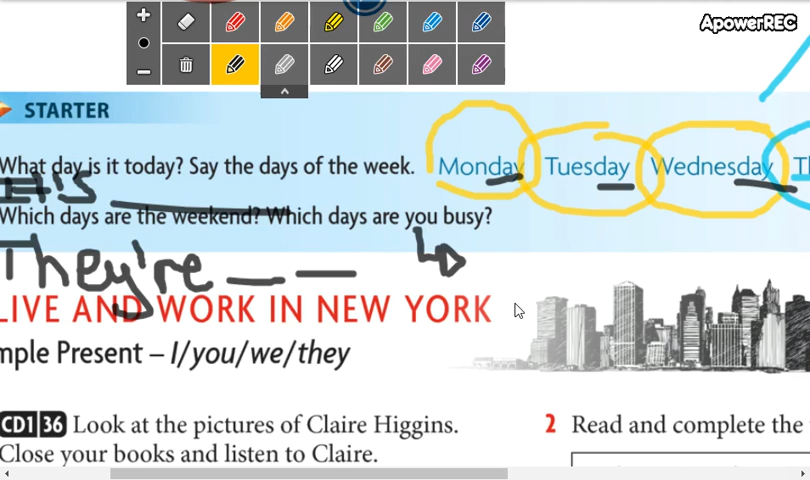 ApowerREC
STARTER
What day is it today? Say the days of the week. Monday Tuesday Wednesday
It's
Which days are the weekend? Which days are you busy?
They're
LIVE AND WORK IN NEW YORK
mple Present – I/you/we/they
CD1 36 Look at the pictures of Claire Higgins.
Close your books and listen to Claire.
2 Read and complete the